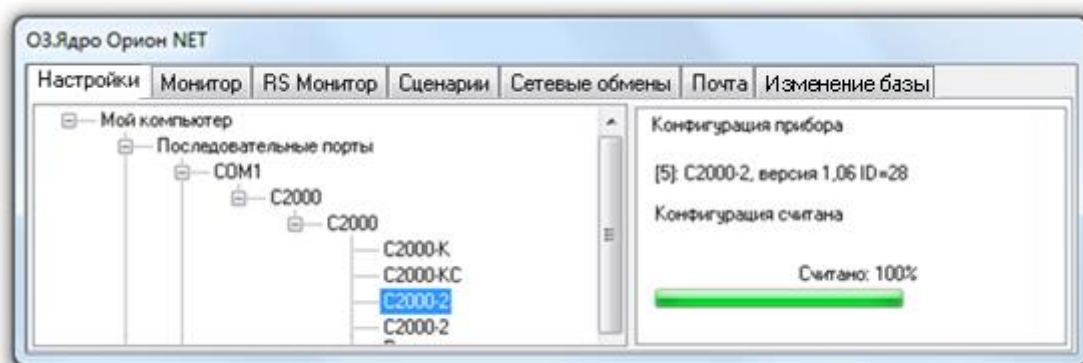 ОЗ.Ядро Орион NET
Настройки Монитор RS Монитор Сценарии Сетевые обмены Почта Изменение базы
Мой компьютер
Последовательные порты
COM1
С2000
С2000
С2000-К
С2000-КС
С2000-2
С2000-2
Конфигурация прибора
[5]: С2000-2, версия 1,06 ID=28
Конфигурация считана
Считано: 100%